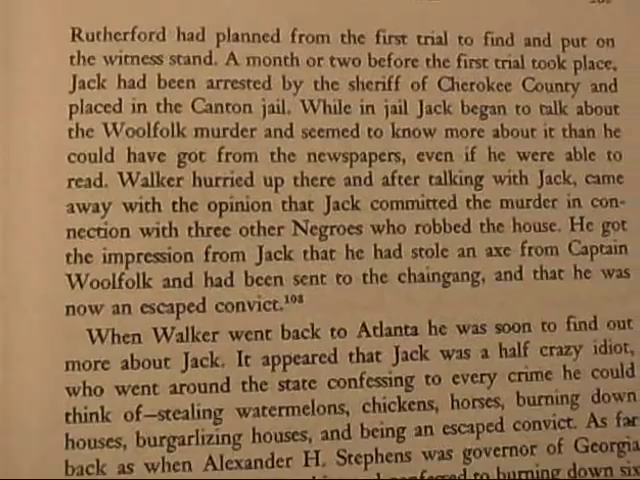 Rutherford had planned from the first trial to find and put on
the witness stand. A month or two before the first trial took place,
Jack had been arrested by the sheriff of Cherokee County and
placed in the Canton jail. While in jail Jack began to talk about
the Woolfolk murder and seemed to know more about it than he
could have got from the newspapers, even if he were able to
read. Walker hurried up there and after talking with Jack, came
away with the opinion that Jack committed the murder in con-
nection with three other Negroes who robbed the house. He got
the impression from Jack that he had stole an axe from Captain
Woolfolk and had been sent to the chaingang, and that he was
now an escaped convict.108
When Walker went back to Atlanta he was soon to find out
more about Jack. It appeared that Jack was a half crazy idiot,
who went around the state confessing to every crime he could
think of—stealing watermelons, chickens, horses, burning down
houses, burgarlizing houses, and being an escaped convict. As far
back as when Alexander H. Stephens was governor of Georgia
to burning down six